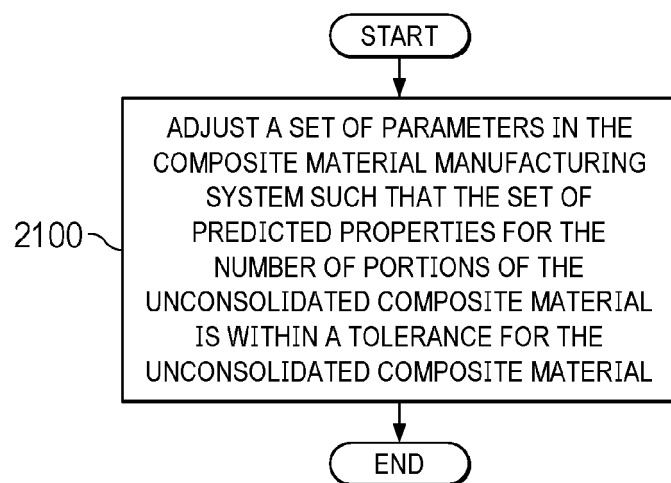 START
2100
ADJUST A SET OF PARAMETERS IN THE
COMPOSITE MATERIAL MANUFACTURING
SYSTEM SUCH THAT THE SET OF
PREDICTED PROPERTIES FOR THE
NUMBER OF PORTIONS OF THE
UNCONSOLIDATED COMPOSITE MATERIAL
IS WITHIN A TOLERANCE FOR THE
UNCONSOLIDATED COMPOSITE MATERIAL
END